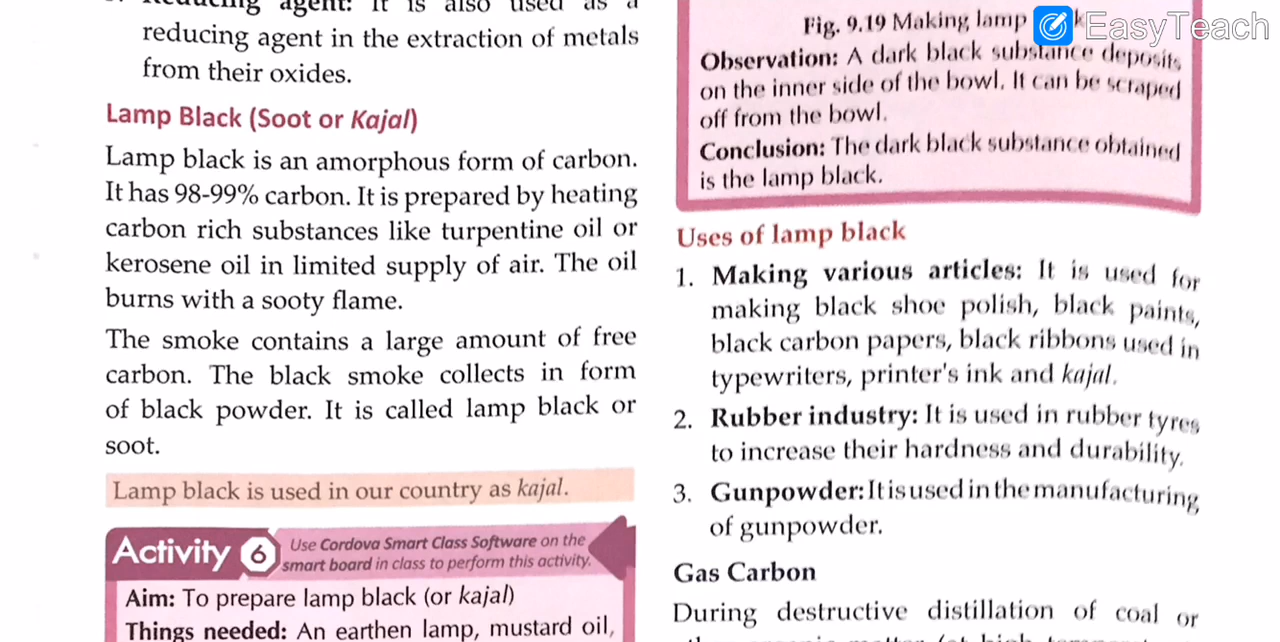 Reducing agent: It is also used as a
reducing agent in the extraction of metals
from their oxides.
Lamp Black (Soot or Kajal)
Lamp black is an amorphous form of carbon.
It has 98-99% carbon. It is prepared by heating
carbon rich substances like turpentine oil or
kerosene oil in limited supply of air. The oil
burns with a sooty flame.
The smoke contains a large amount of free
carbon. The black smoke collects in form
of black powder. It is called lamp black or
soot.
Lamp black is used in our country as kajal.
Activity 6
Use Cordova Smart Class Software on the
smart board in class to perform this activity.
Aim: To prepare lamp black (or kajal)
Things needed: An earthen lamp, mustard oil,
Fig. 9.19 Making lamp
EasyTeach
Observation: A dark black substance deposits
on the inner side of the bowl. It can be scraped
off from the bowl.
Conclusion: The dark black substance obtained
is the lamp black.
Uses of lamp black
1. Making various articles: It is used for
making black shoe polish, black paints,
black carbon papers, black ribbons used in
typewriters, printer's ink and kajal.
2. Rubber industry: It is used in rubber tyres
to increase their hardness and durability.
3. Gunpowder: It is used in the manufacturing
of gunpowder.
Gas Carbon
During destructive distillation of coal or